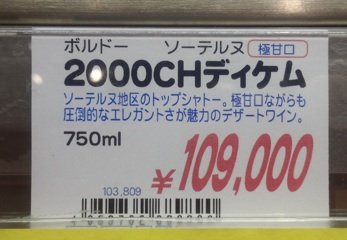 ボルドー ソーテルヌ 極甘口
2000CHディケム
ソーテルヌ地区のトップシャトー。極甘口ながらも
圧倒的なエレガントさが魅力のデザートワイン。
750ml
¥109,000
103,809